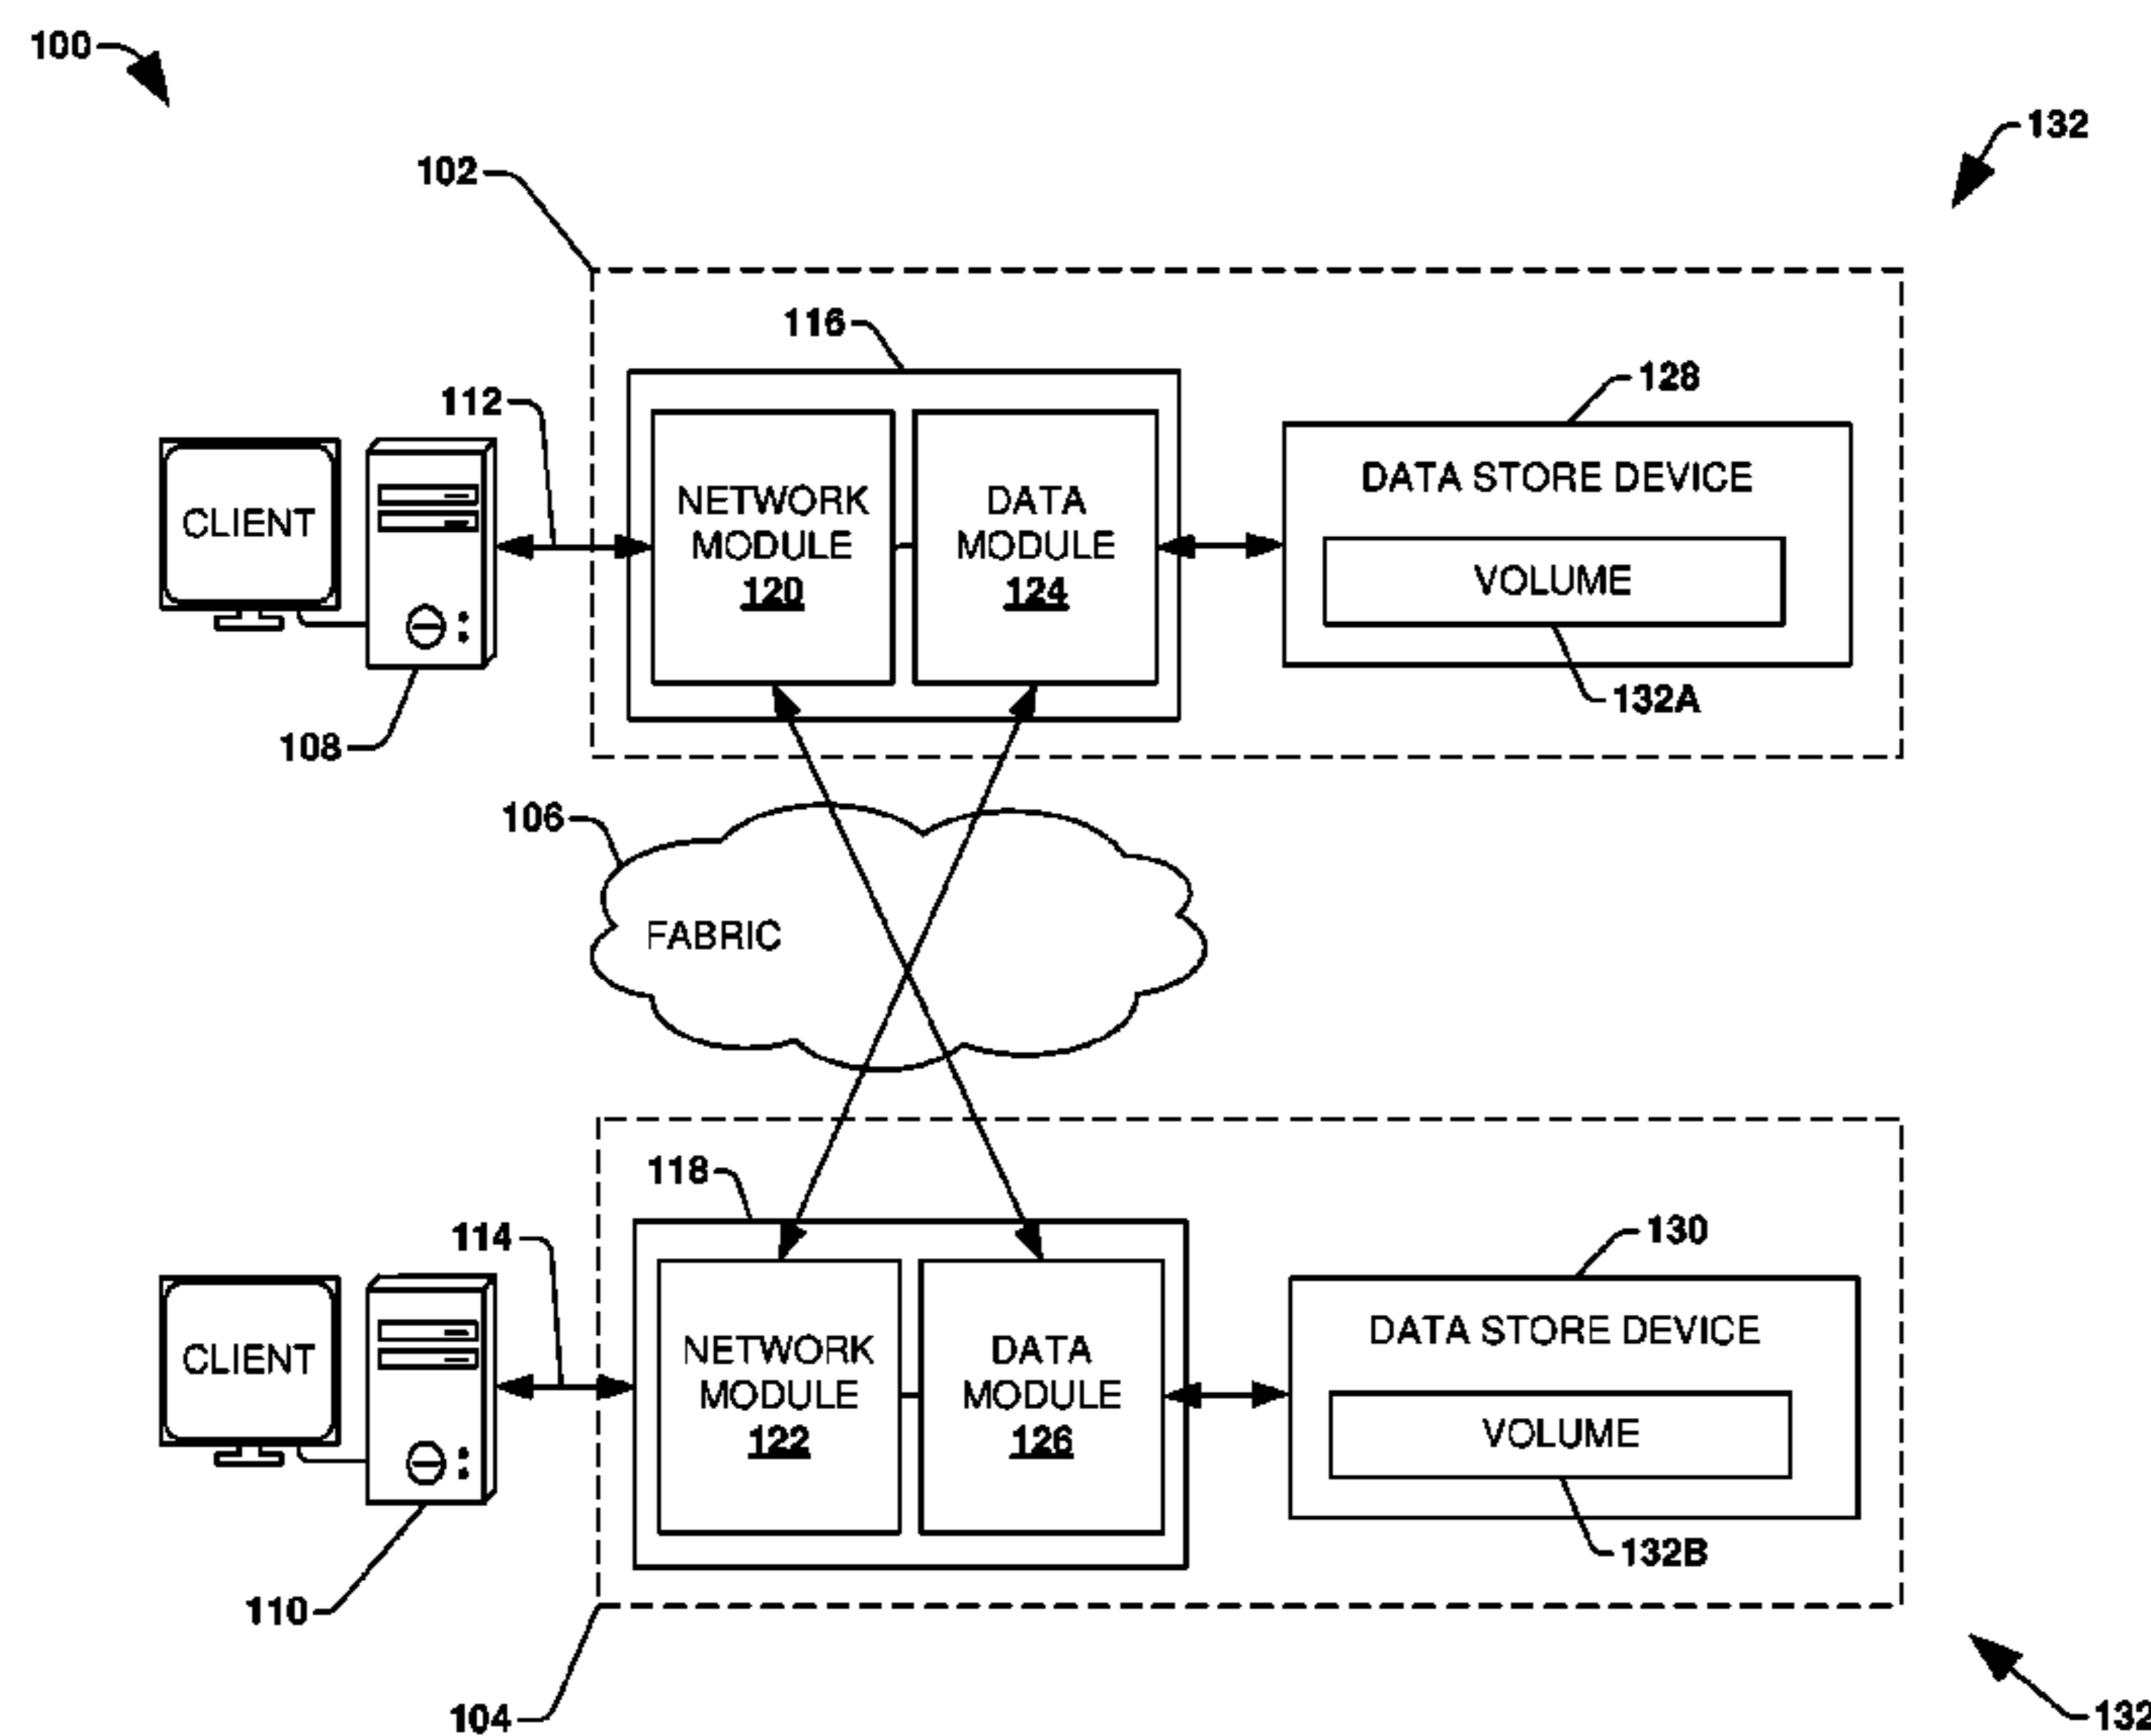 100
132
102
116
128
112
CLIENT
NETWORK
MODULE
120
DATA
MODULE
124
DATA STORE DEVICE
VOLUME
132A
108
106
FABRIC
118
114
130
CLIENT
NETWORK
MODULE
122
DATA
MODULE
126
DATA STORE DEVICE
VOLUME
132B
110
104
132